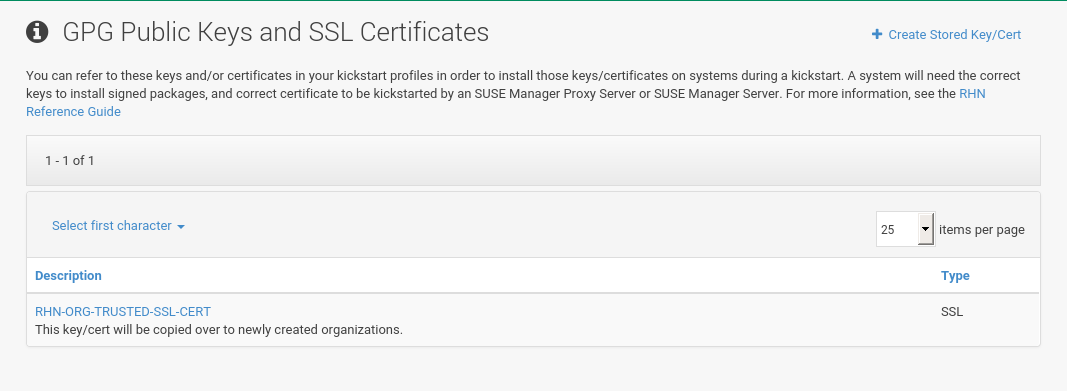 GPG Public Keys and SSL Certificates
Create Stored Key/Cert
You can refer to these keys and/or certificates in your kickstart profiles in order to install those keys/certificates on systems during a kickstart. A system will need the correct
keys to install signed packages, and correct certificate to be kickstarted by an SUSE Manager Proxy Server or SUSE Manager Server. For more information, see the RHN
Reference Guide
1 - 1 of 1
Select first character
25 items per page
Description Type
RHN-ORG-TRUSTED-SSL-CERT SSL
This key/cert will be copied over to newly created organizations.